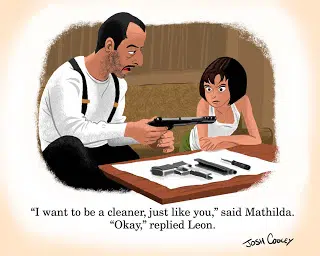 “I want to be a cleaner, just like you,” said Mathilda.
“Okay,” replied Leon.
JOSH COOLEY